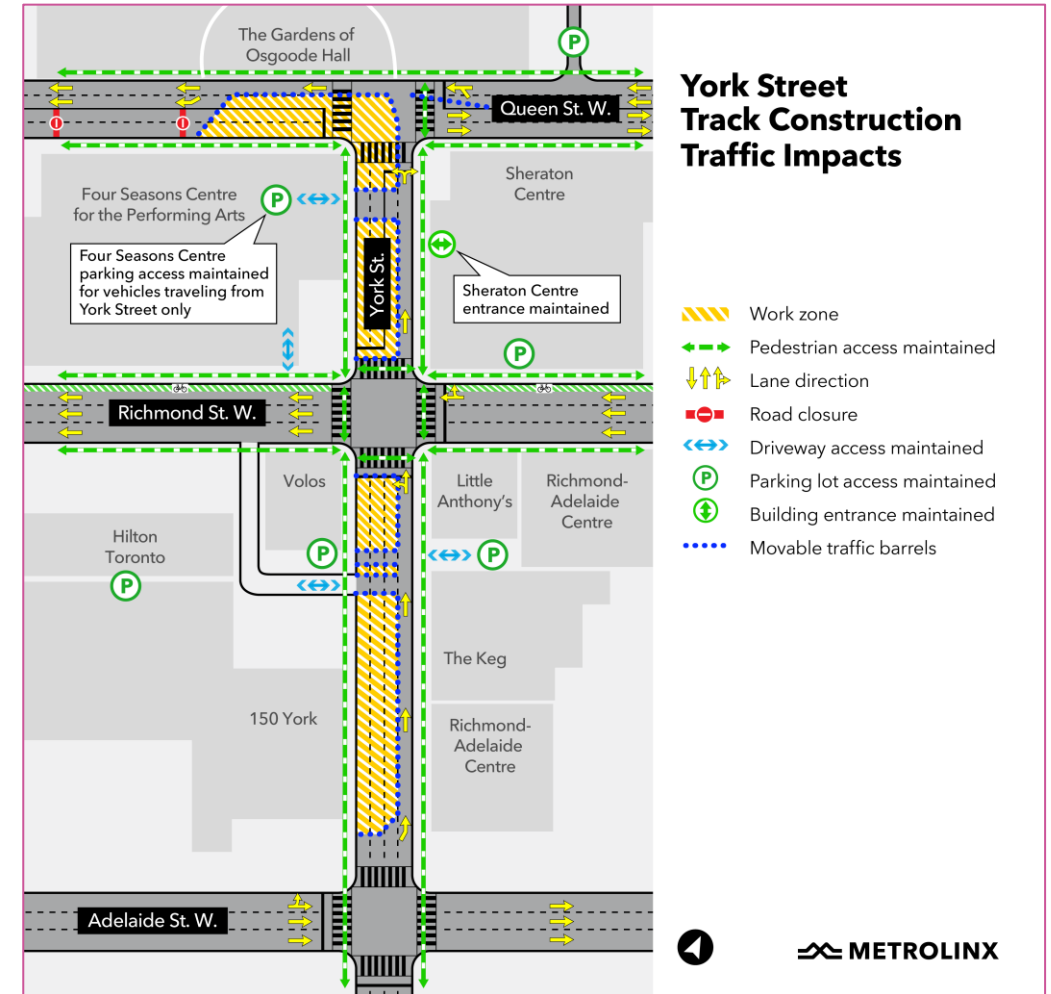 The Gardens of
Osgoode Hall
P
Queen St. W.
York Street
Track Construction
Traffic Impacts
Four Seasons Centre
for the Performing Arts
P
Sheraton
Centre
Four Seasons Centre
parking access maintained
for vehicles traveling from
York Street only
York St.
Sheraton Centre
entrance maintained
P
Work zone
Pedestrian access maintained
Lane direction
Road closure
Driveway access maintained
P
Parking lot access maintained
Building entrance maintained
Movable traffic barrels
Richmond St. W.
Volos
Little
Anthony's
Richmond-
Adelaide
Centre
Hilton
Toronto
P
P
P
The Keg
150 York
Richmond-
Adelaide
Centre
Adelaide St. W.
METROLINX